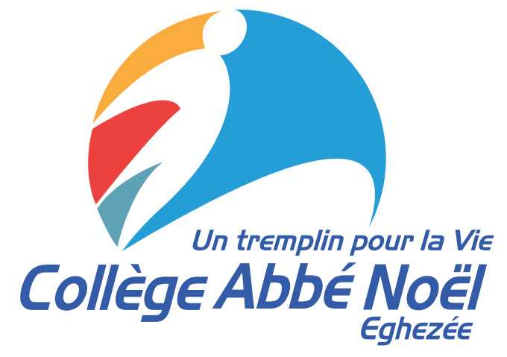 Un tremplin pour la Vie
Collège Abbé Noël
Eghezée